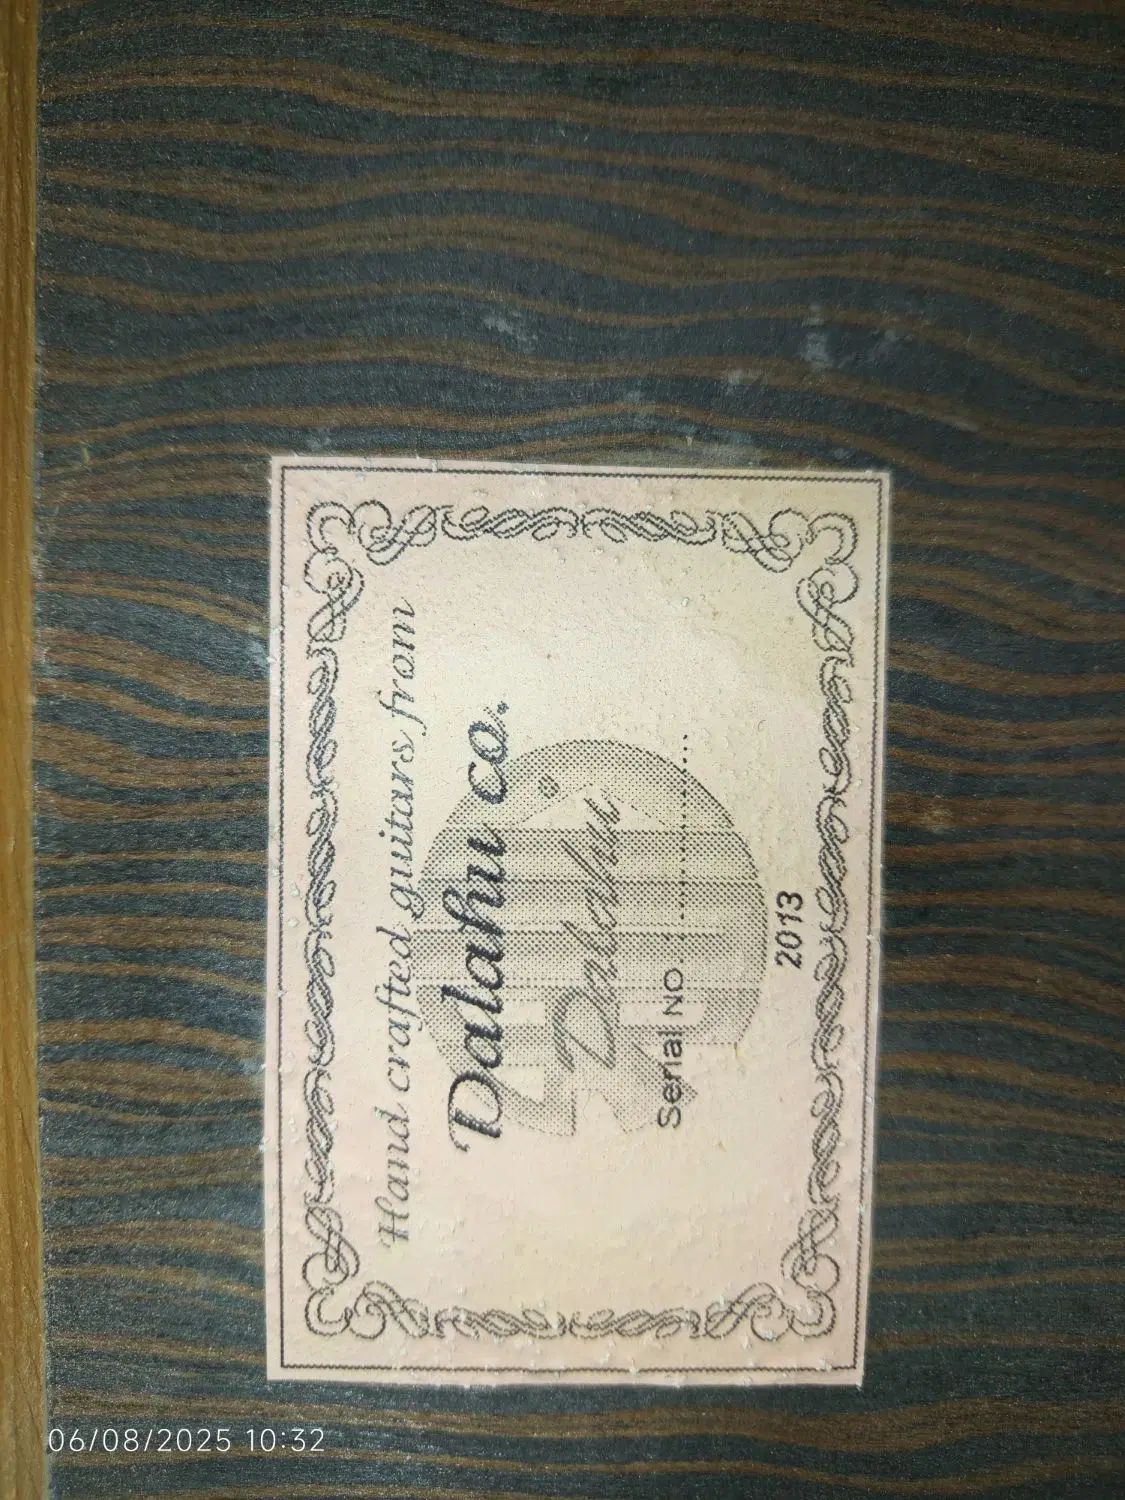 Hand crafted guitars from
Dalahu co.
Dalahu
Serial NO ........................
2013
06/08/2025 10:32